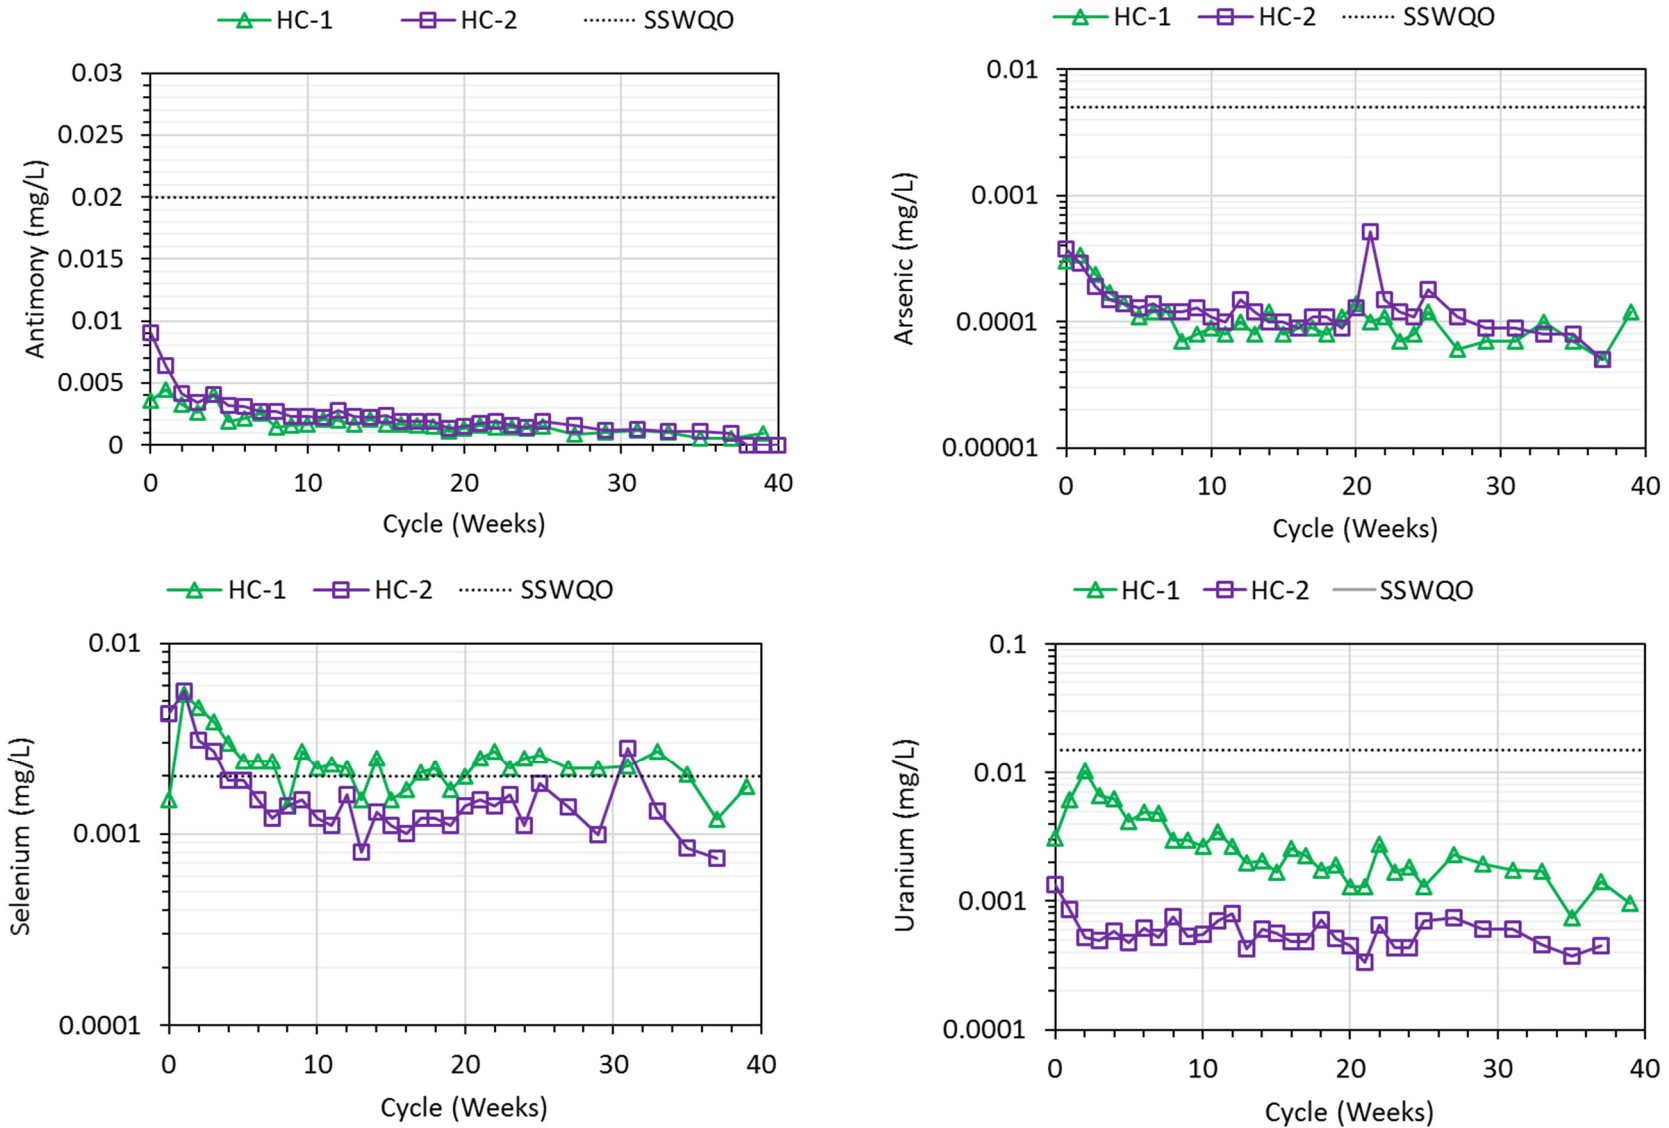 HC-1 HC-2 SSWQO
0.03
0.025
0.02
0.015
0.01
0.005
0
Antimony (mg/L)
0 10 20 30 40
Cycle (Weeks)
HC-1 HC-2 SSWQO
0.01
0.001
0.0001
0.00001
Arsenic (mg/L)
0 10 20 30 40
Cycle (Weeks)
HC-1 HC-2 SSWQO
0.01
0.001
0.0001
Selenium (mg/L)
0 10 20 30 40
Cycle (Weeks)
HC-1 HC-2 SSWQO
0.1
0.01
0.001
0.0001
Uranium (mg/L)
0 10 20 30 40
Cycle (Weeks)